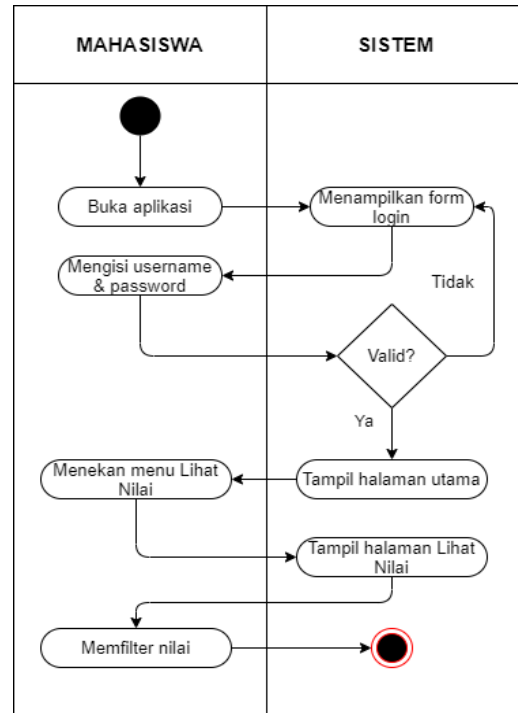 MAHASISWA
SISTEM
Buka aplikasi
Menampilkan form
login
Mengisi username
& password
Tidak
Valid?
Ya
Menekan menu Lihat
Nilai
Tampil halaman utama
Tampil halaman Lihat
Nilai
Memfilter nilai